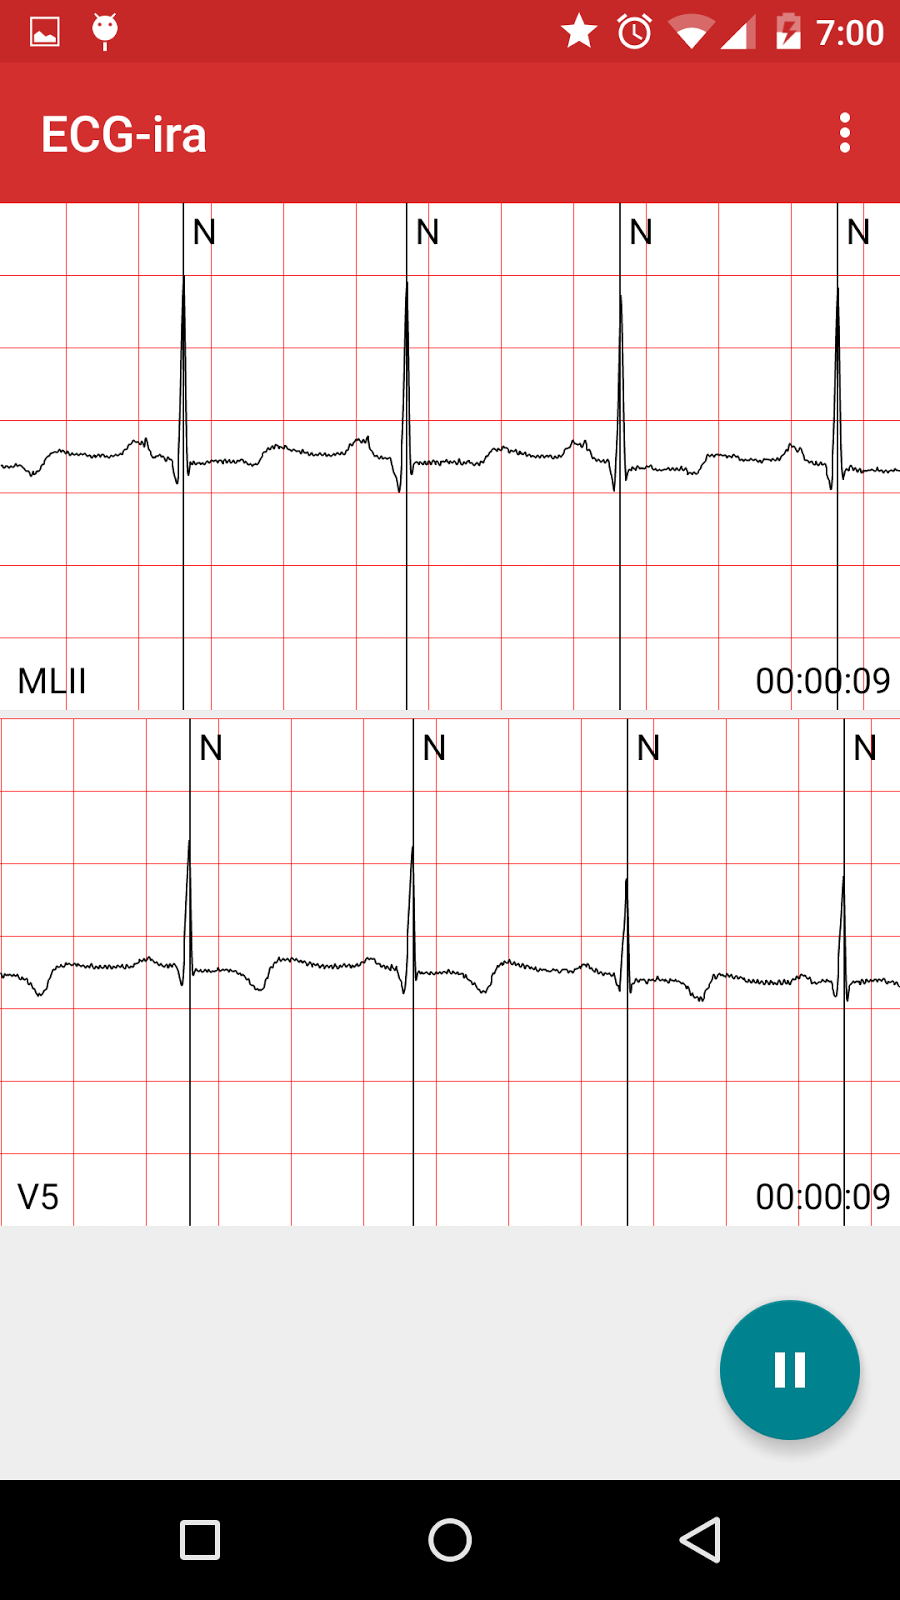 7:00
ECG-ira
N N N N
MLII 00:00:09
N N N N
V5 00:00:09